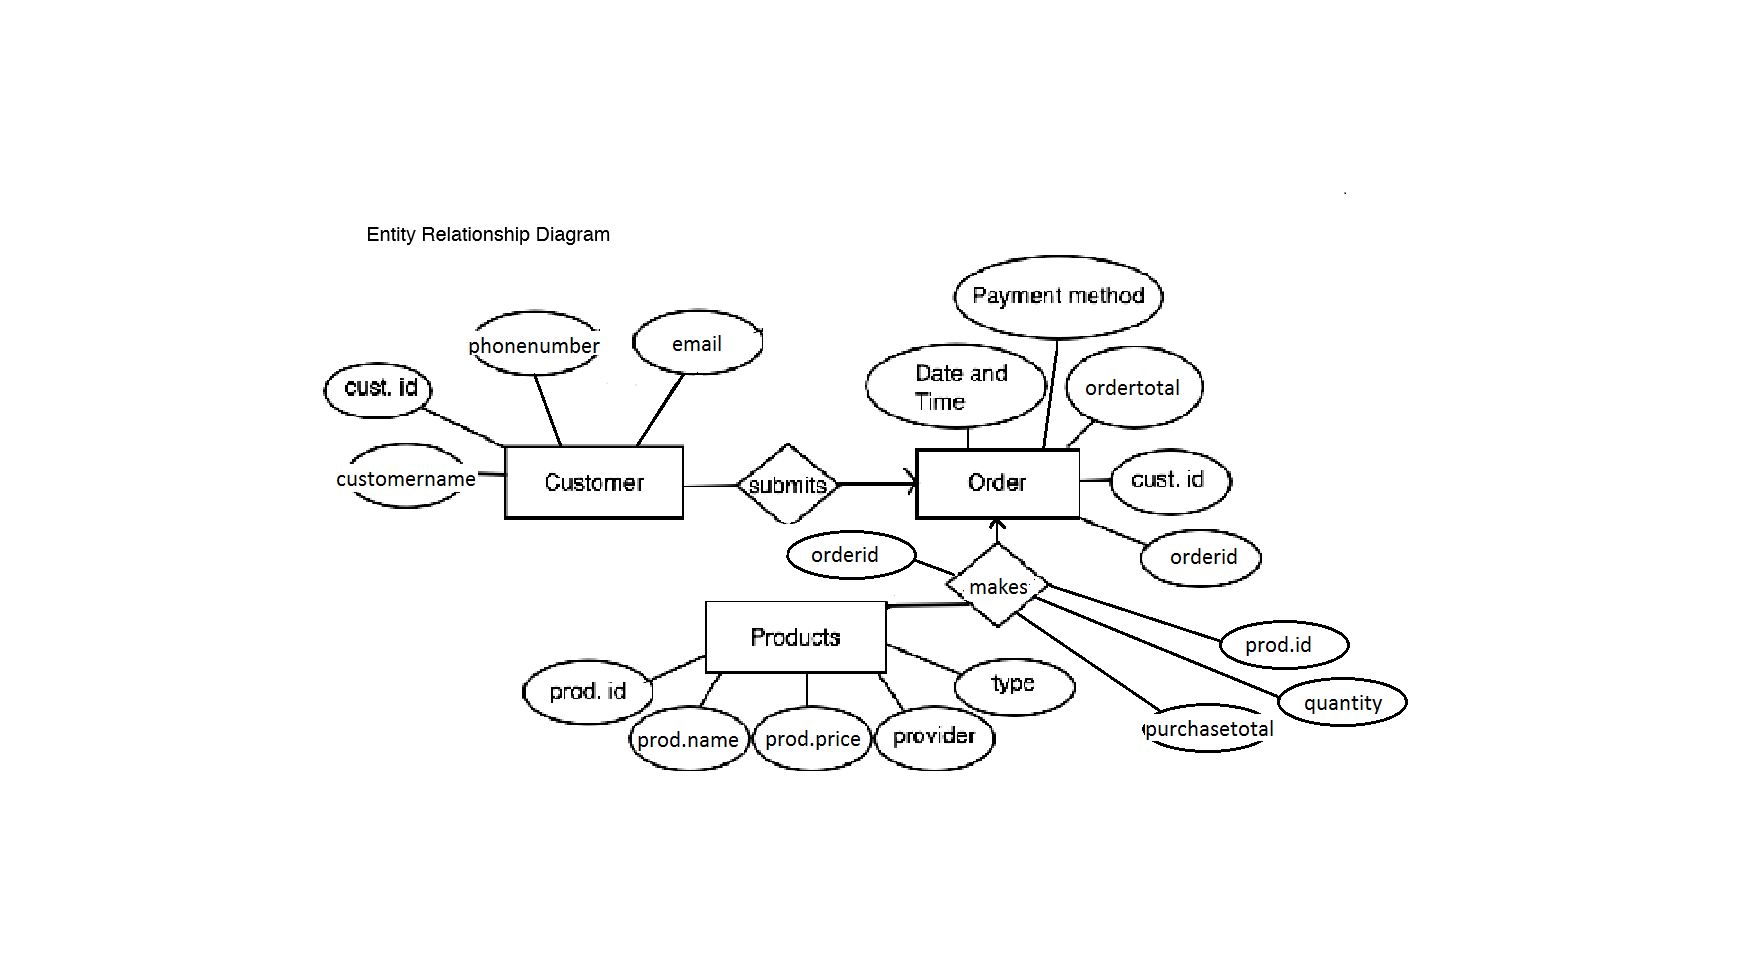 Entity Relationship Diagram
Payment method
phonenumber
email
Date and
Time
ordertotal
cust. id
customername
Customer
submits
Order
cust. id
orderid
orderid
makes
Products
prod.id
prod. id
type
quantity
prod.name
prod.price
provider
purchasetotal